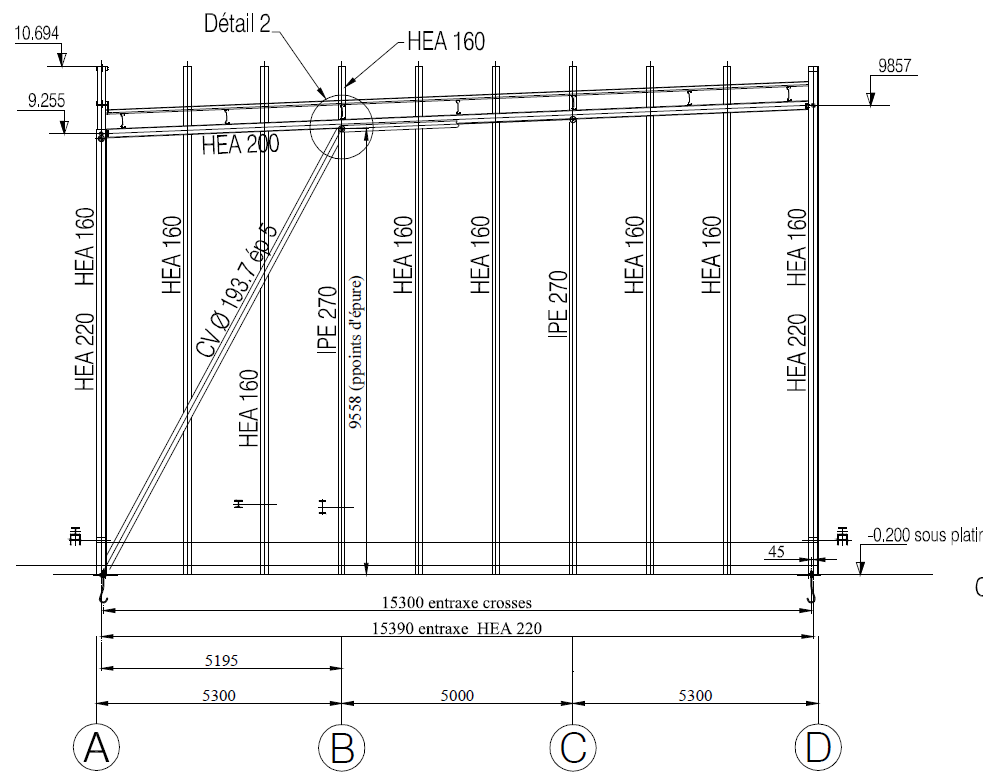 Détail 2
HEA 160
10.694
9.255
9857
HEA 200
HEA 160
HEA 220
HEA 160
CV Ø 193.7 ép 5
HEA 160
IPE 270
9558 (ppoints d'épure)
HEA 160
HEA 160
IPE 270
HEA 160
HEA 160
HEA 160
HEA 220
-0.200 sous platin
45
15300 entraxe crosses
15390 entraxe HEA 220
5195
5300
5000
5300
A
B
C
D